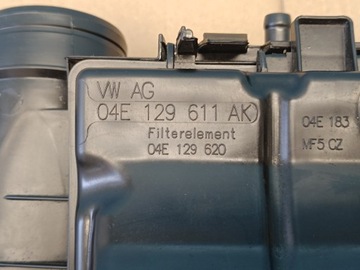 VW AG
04E 129 611 AK
Filterelement
04E 129 620
04E 183
MF5 CZ